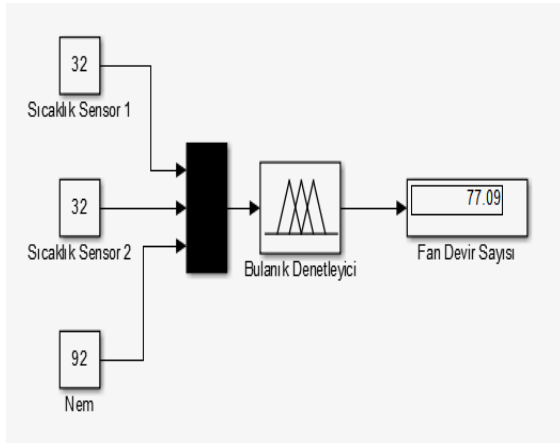 32
Sıcaklık Sensor 1
32
Sıcaklık Sensor 2
92
Nem
Bulanık Denetleyici
77.09
Fan Devir Sayısı